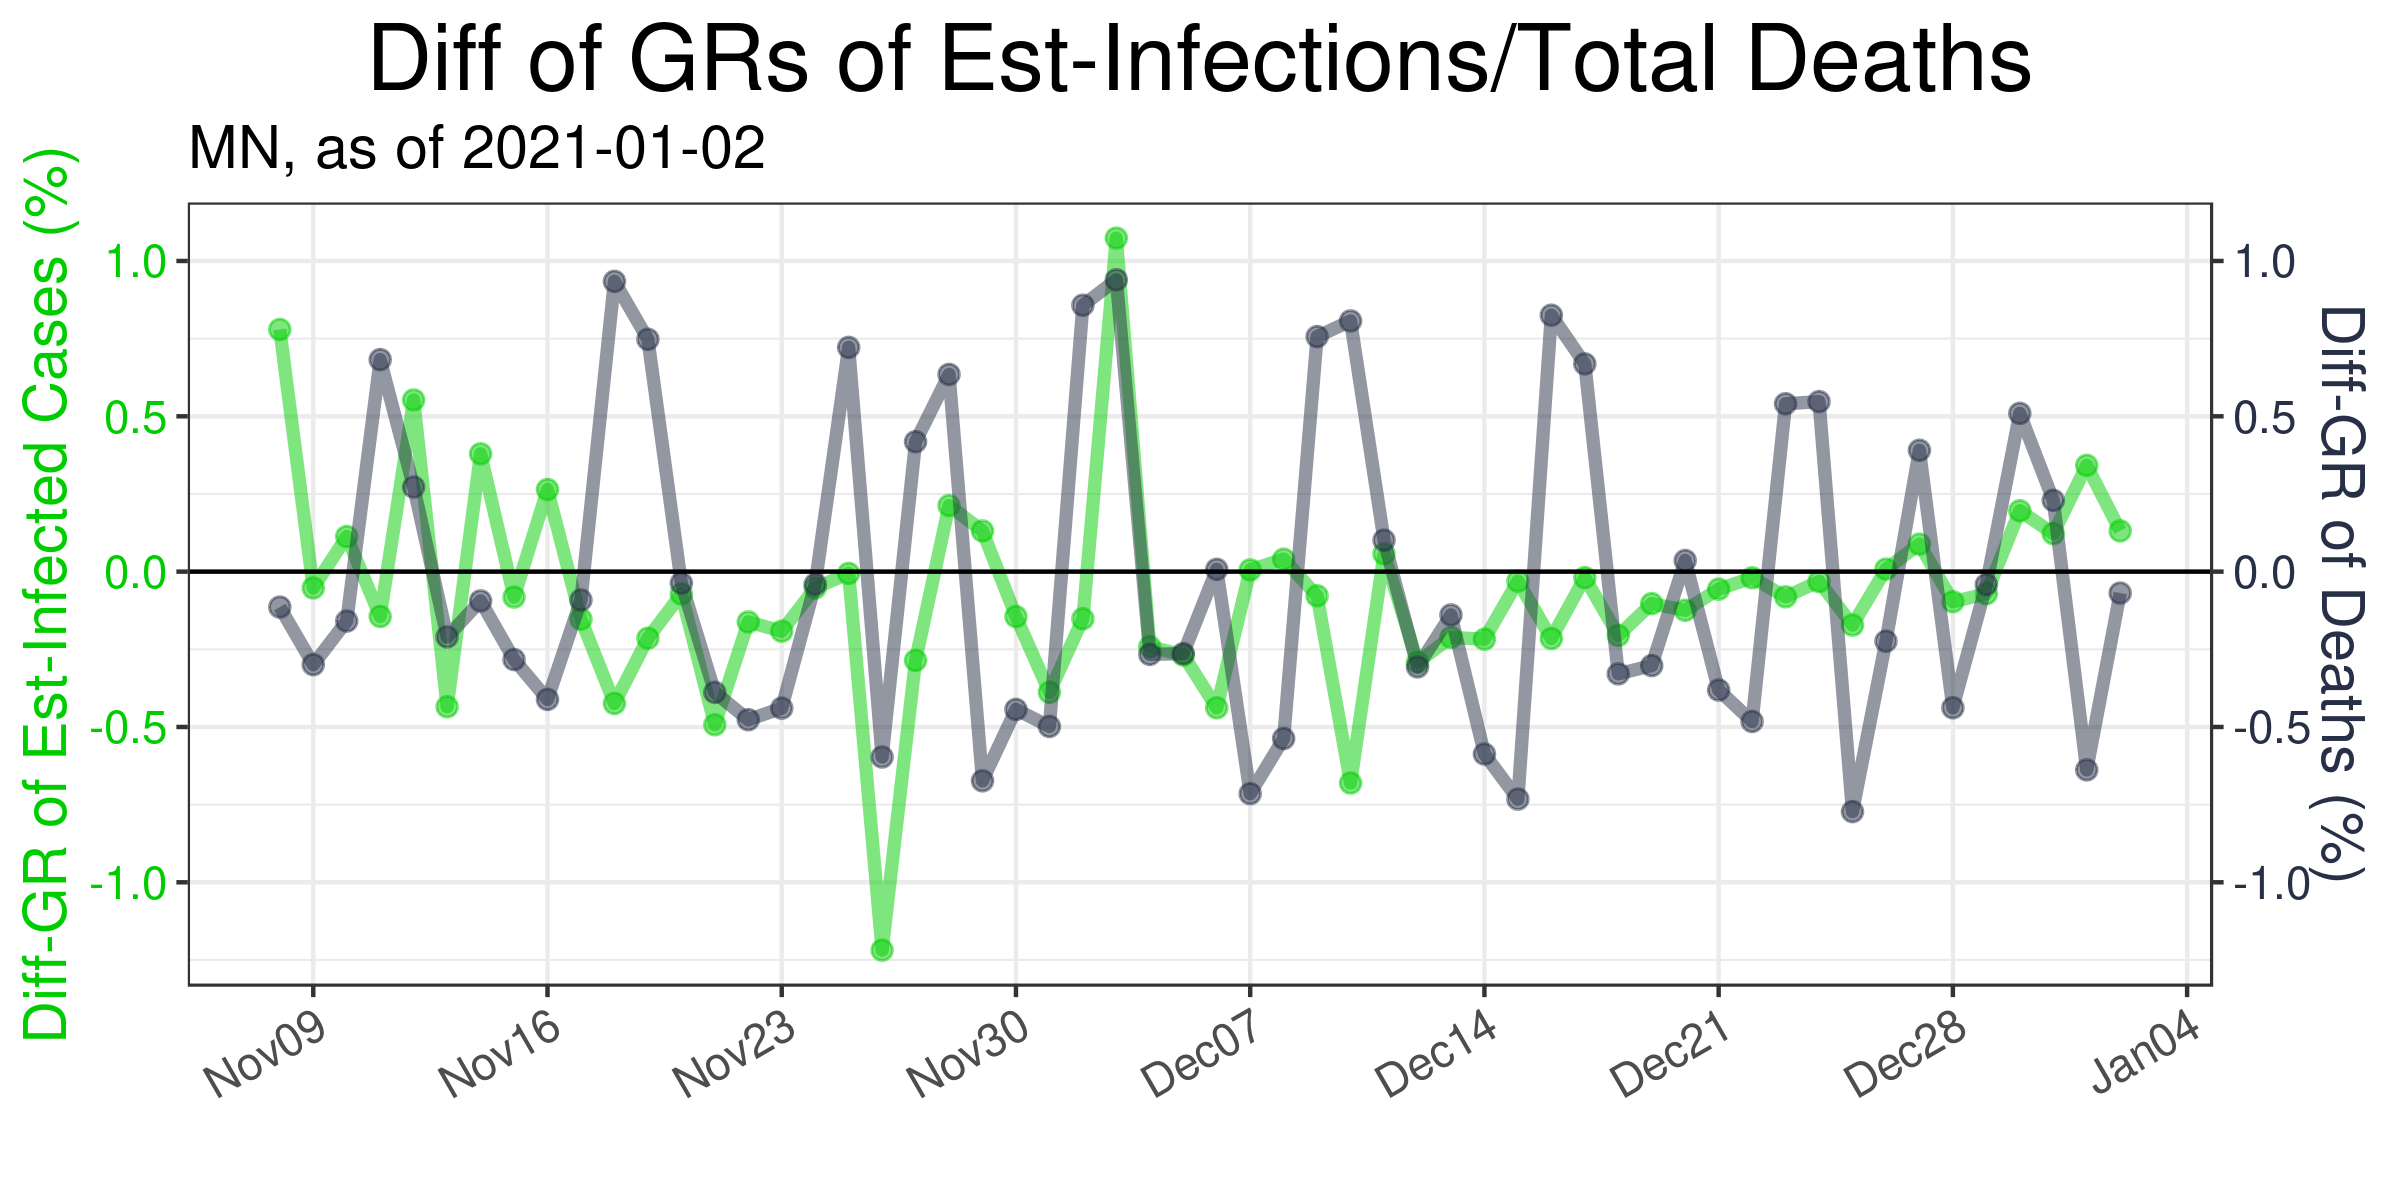 Diff of GRs of Est-Infections/Total Deaths
MN, as of 2021-01-02
Diff-GR of Est-Infected Cases (%)
1.0
0.5
0.0
-0.5
-1.0
1.0
0.5
0.0
-0.5
-1.0
Diff-GR of Deaths (%)
Nov09
Nov16
Nov23
Nov30
Dec07
Dec14
Dec21
Dec28
Jan04